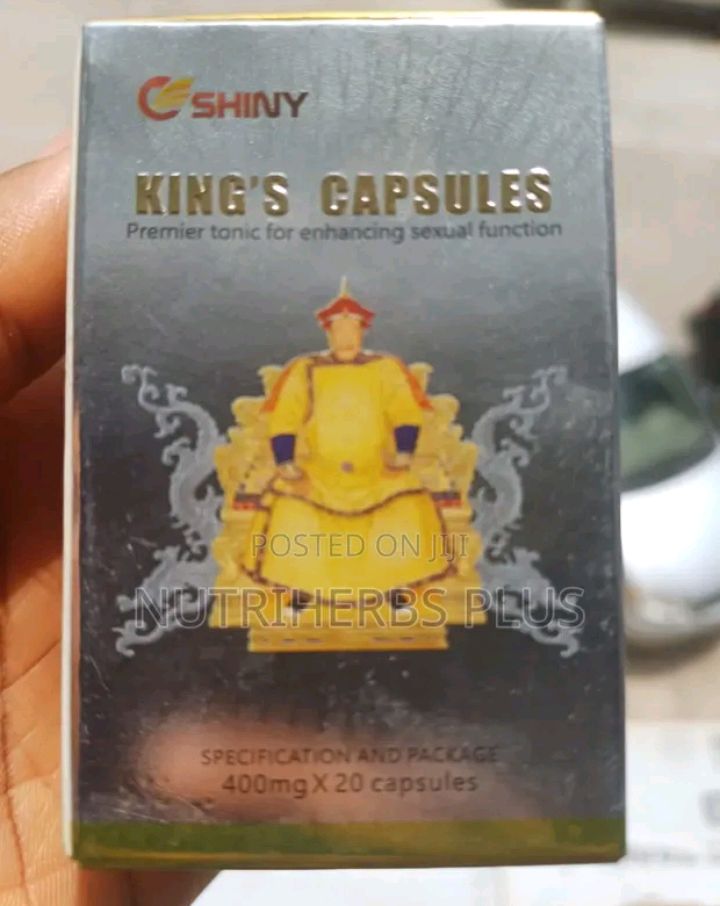 SHINY
KING'S CAPSULES
Premier tonic for enhancing sexual function
POSTED ON JIJI
NUTRIHERBS PLUS
SPECIFICATION AND PACKAGE
400mg X 20 capsules